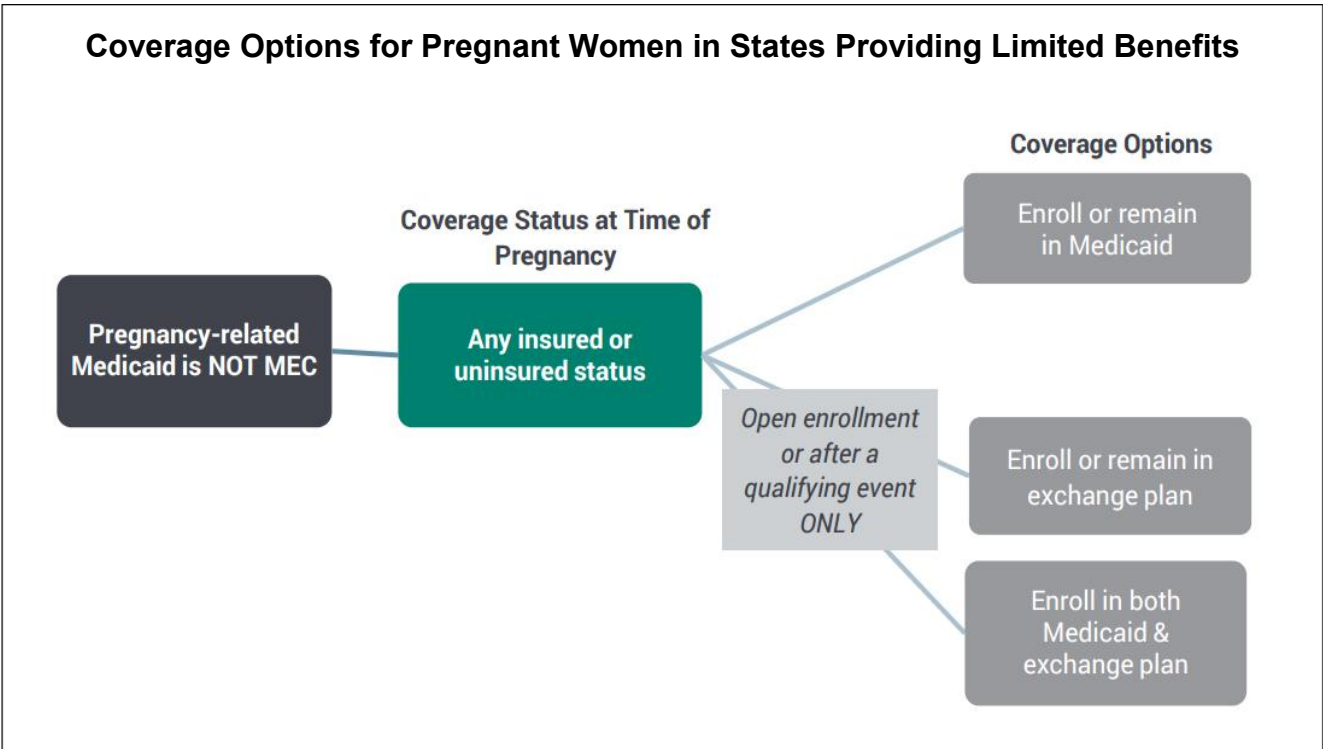 Coverage Options for Pregnant Women in States Providing Limited Benefits
Coverage Options
Enroll or remain
in Medicaid
Coverage Status at Time of
Pregnancy
Pregnancy-related
Medicaid is NOT MEC
Any insured or
uninsured status
Open enrollment
or after a
qualifying event
ONLY
Enroll or remain in
exchange plan
Enroll in both
Medicaid &
exchange plan